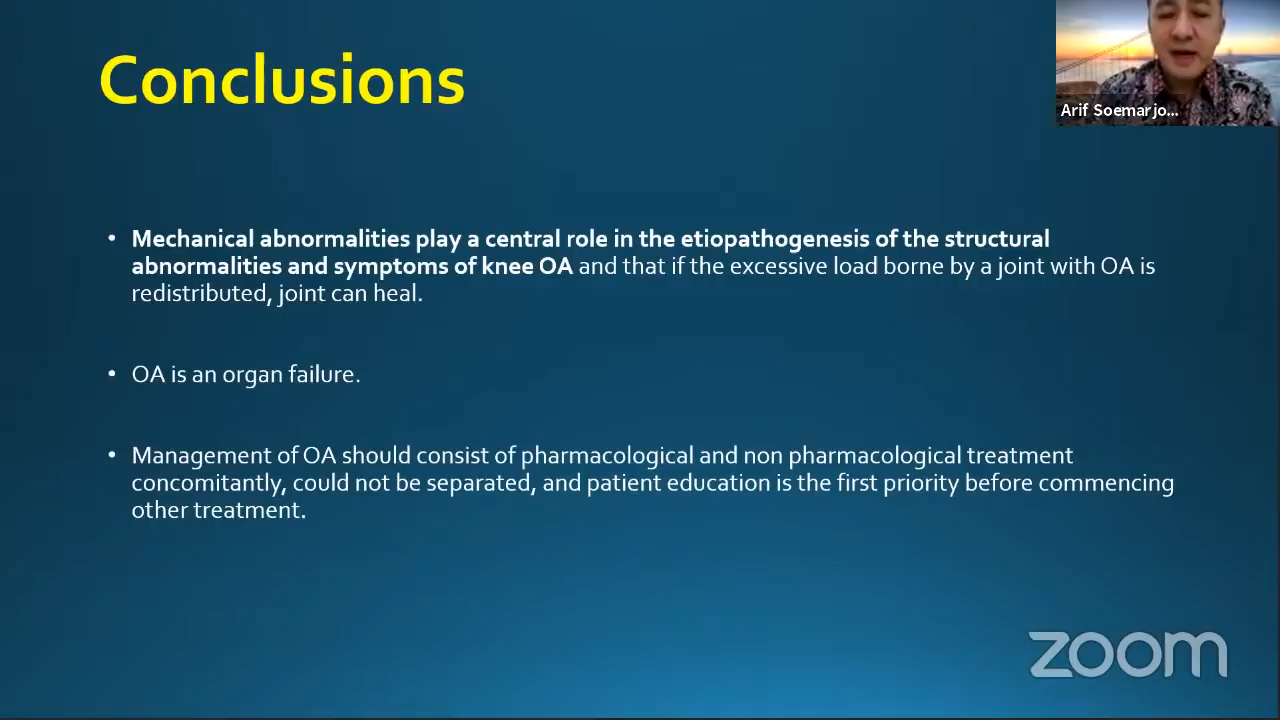 Conclusions
Arif Soemarjo...
• Mechanical abnormalities play a central role in the etiopathogenesis of the structural
abnormalities and symptoms of knee OA and that if the excessive load borne by a joint with OA is
redistributed, joint can heal.
• OA is an organ failure.
• Management of OA should consist of pharmacological and non pharmacological treatment
concomitantly, could not be separated, and patient education is the first priority before commencing
other treatment.
zoom